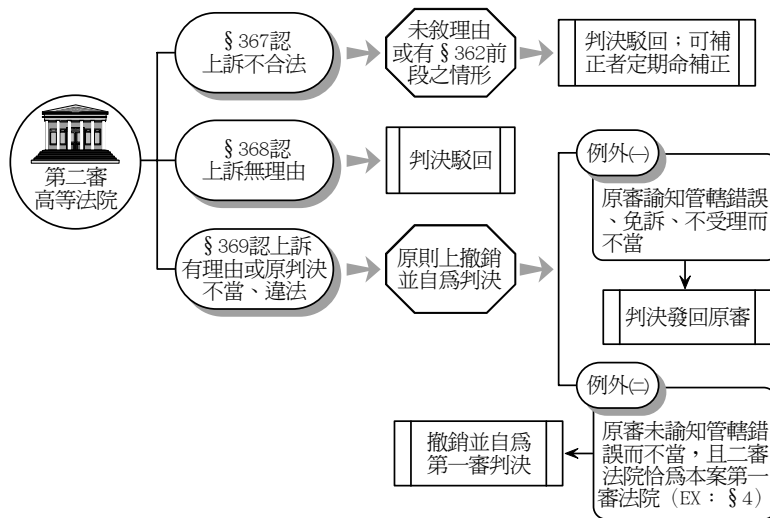 第二審
高等法院
§367認
上訴不合法
未敘理由
或有§362前
段之情形
判決駁回；可補
正者定期命補正
§368認
上訴無理由
判決駁回
§369認上訴
有理由或原判決
不當、違法
原則上撤銷
並自爲判決
例外㈠
原審諭知管轄錯誤
、免訴、不受理而
不當
判決發回原審
例外㈡
原審未諭知管轄錯
誤而不當，且二審
法院恰爲本案第一
審法院（EX：§4）
撤銷並自爲
第一審判決